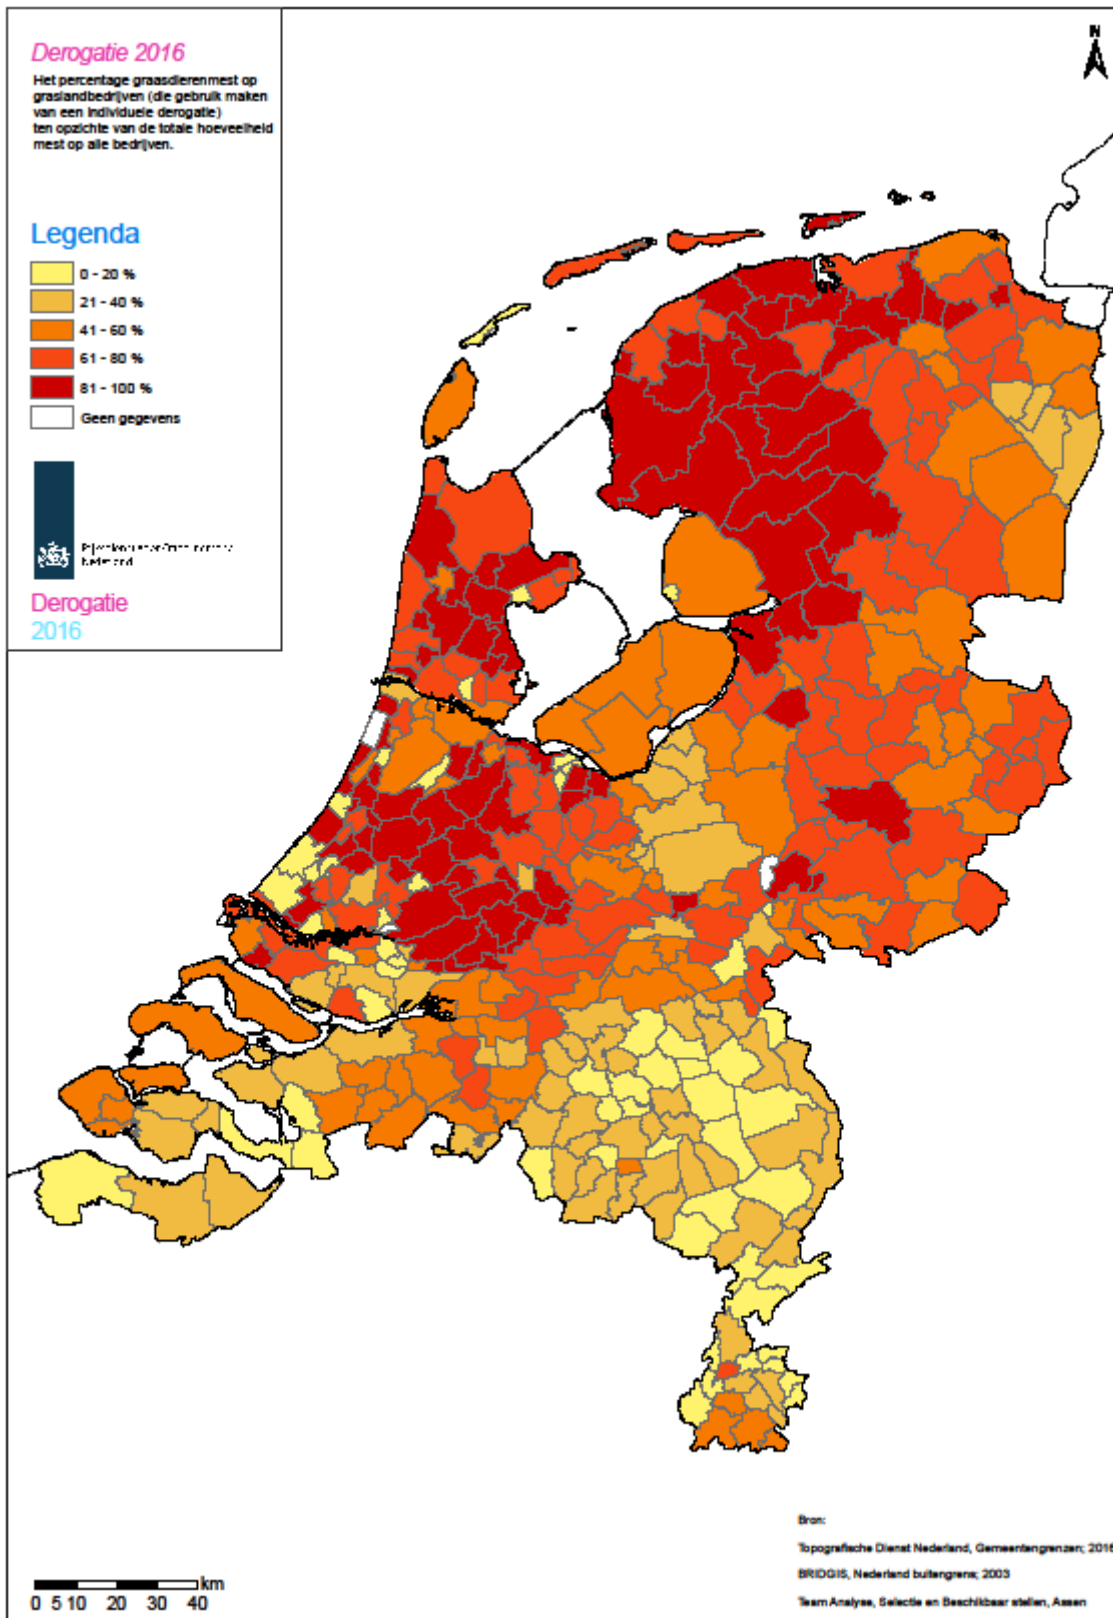 Derogatie 2016
Het percentage graasdierenmest op
graslandbedrijven (die gebruik maken
van een individuele derogatie)
ten opzichte van de totale hoeveelheid
mest op alle bedrijven.
N
Legenda
0 - 20 %
21 - 40 %
41 - 60 %
61 - 80 %
81 - 100 %
Geen gegevens
Nederland
Derogatie
2016
km
0 5 10 20 30 40
Bron:
Topografische Dienst Nederland, Gemeentengrenzen; 2016
BRIDGIS, Nederland buitengrens; 2003
Team Analyse, Selectie en Beschikbaar stellen, Assen